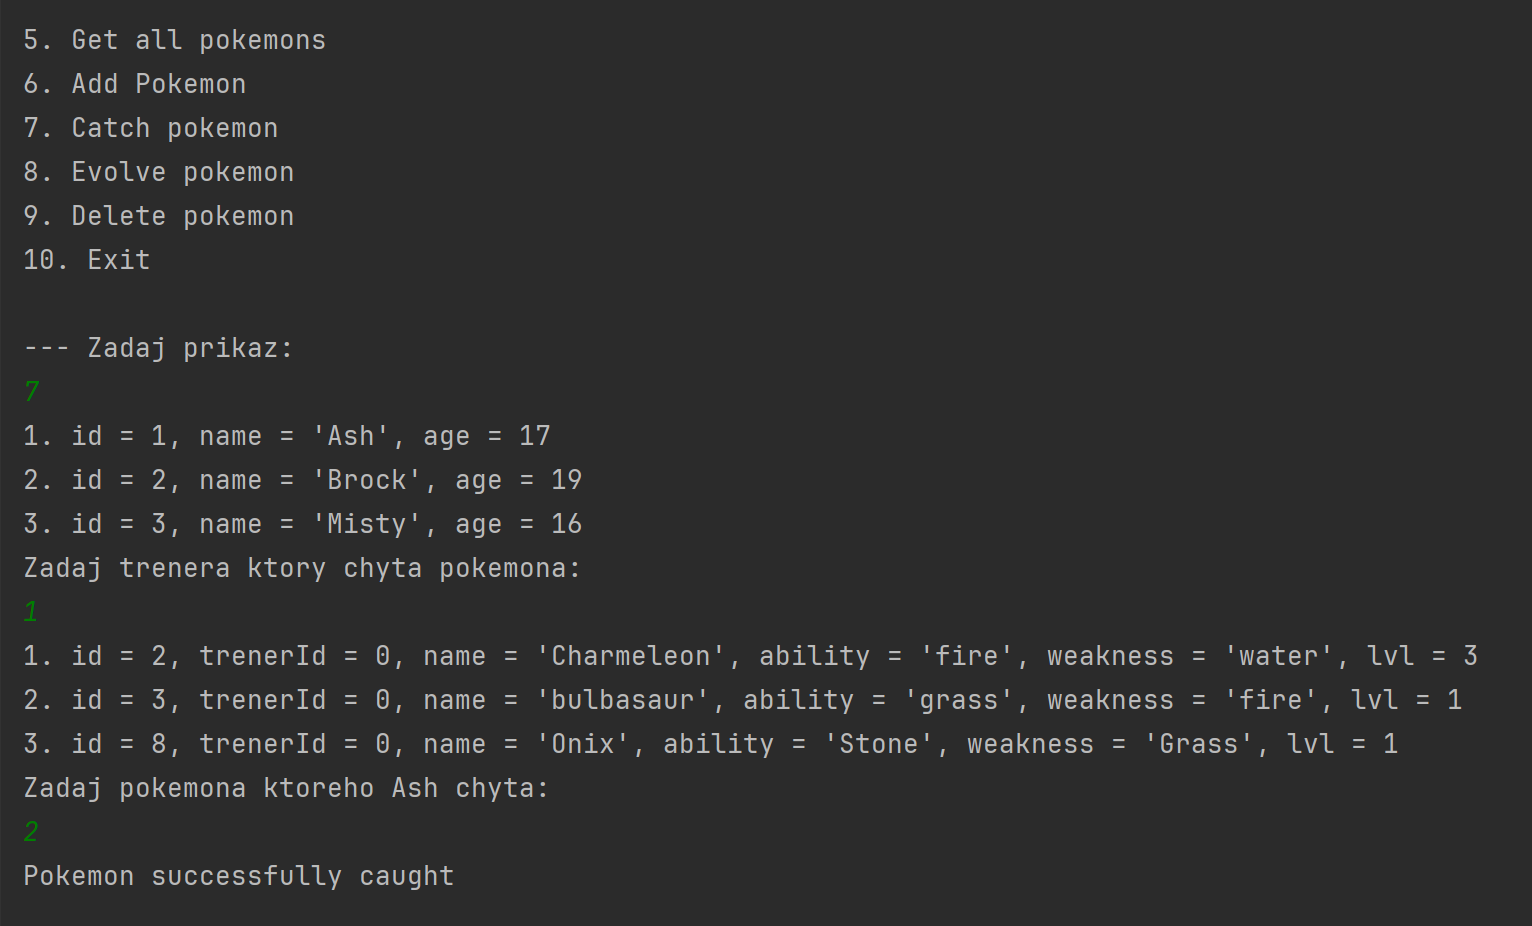 5. Get all pokemons
6. Add Pokemon
7. Catch pokemon
8. Evolve pokemon
9. Delete pokemon
10. Exit
--- Zadaj prikaz:
7
1. id = 1, name = 'Ash', age = 17
2. id = 2, name = 'Brock', age = 19
3. id = 3, name = 'Misty', age = 16
Zadaj trenera ktory chyta pokemona:
1
1. id = 2, trenerId = 0, name = 'Charmeleon', ability = 'fire', weakness = 'water', lvl = 3
2. id = 3, trenerId = 0, name = 'bulbasaur', ability = 'grass', weakness = 'fire', lvl = 1
3. id = 8, trenerId = 0, name = 'Onix', ability = 'Stone', weakness = 'Grass', lvl = 1
Zadaj pokemona ktoreho Ash chyta:
2
Pokemon successfully caught